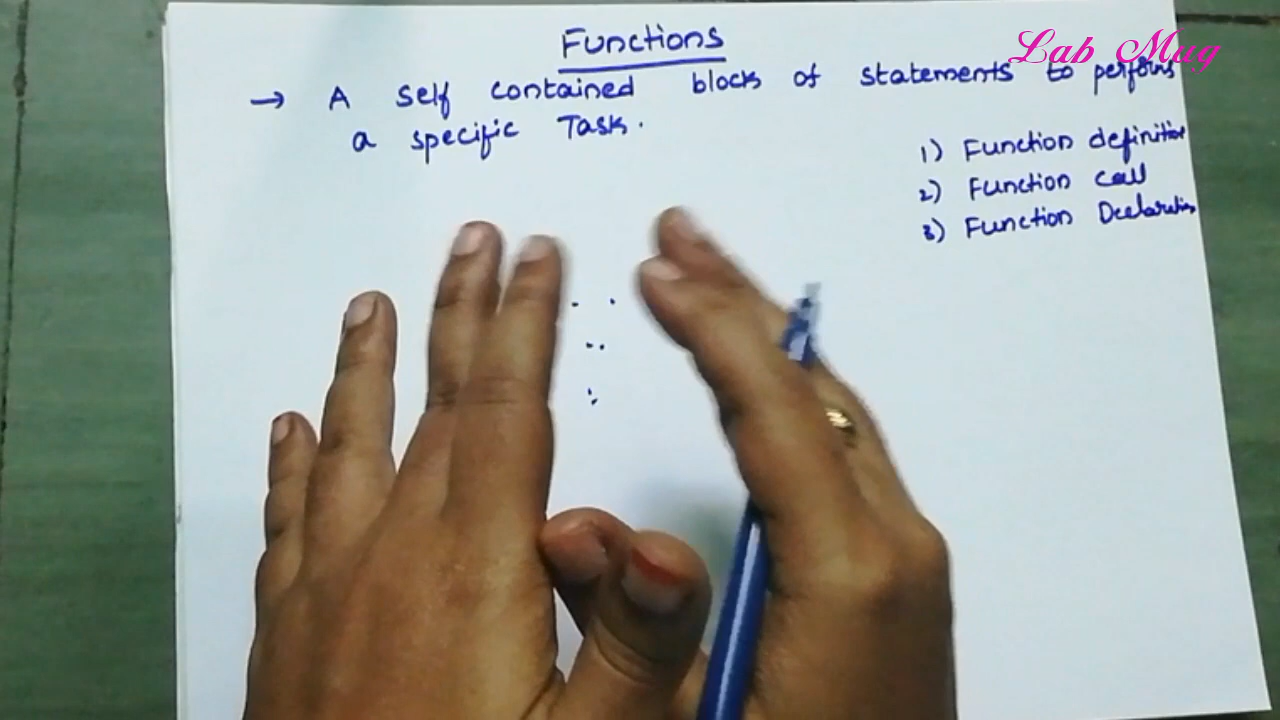 Functions
Lab Mug
→ A self contained block of statements to perform
a specific Task.
1) Function definition
2) Function call
3) Function Declaration